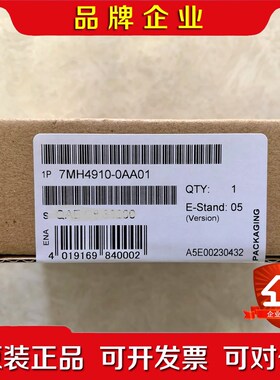 品牌企业
1P 7MH4910-0AA01
QTY: 1
S
E-Stand: 05
(Version)
ENA
4 019169 840002
A5E00230432
PACKAGING
企业
装正品 可开发票 可对